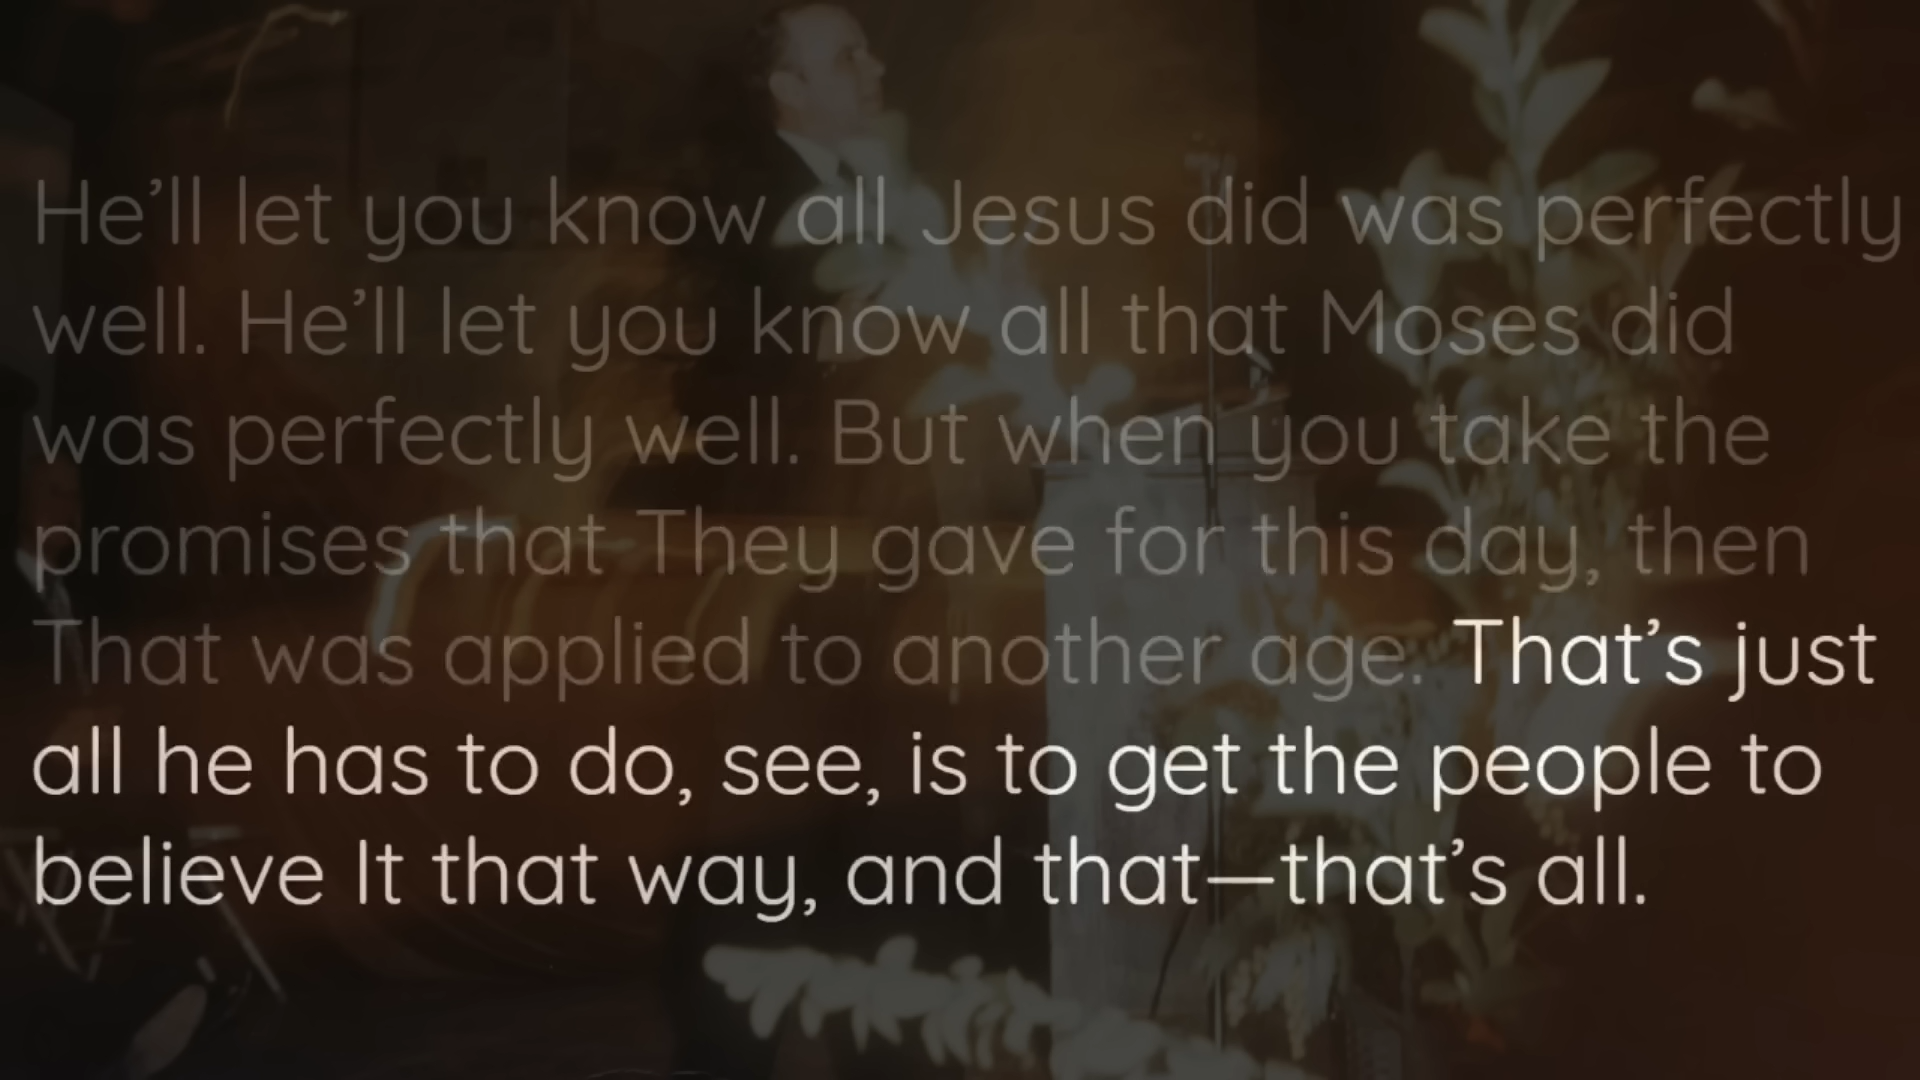 He’ll let you know all Jesus did was perfectly
well. He’ll let you know all that Moses did
was perfectly well. But when you take the
promises that They gave for this day, then
That was applied to another age. That’s just
all he has to do, see, is to get the people to
believe It that way, and that—that’s all.